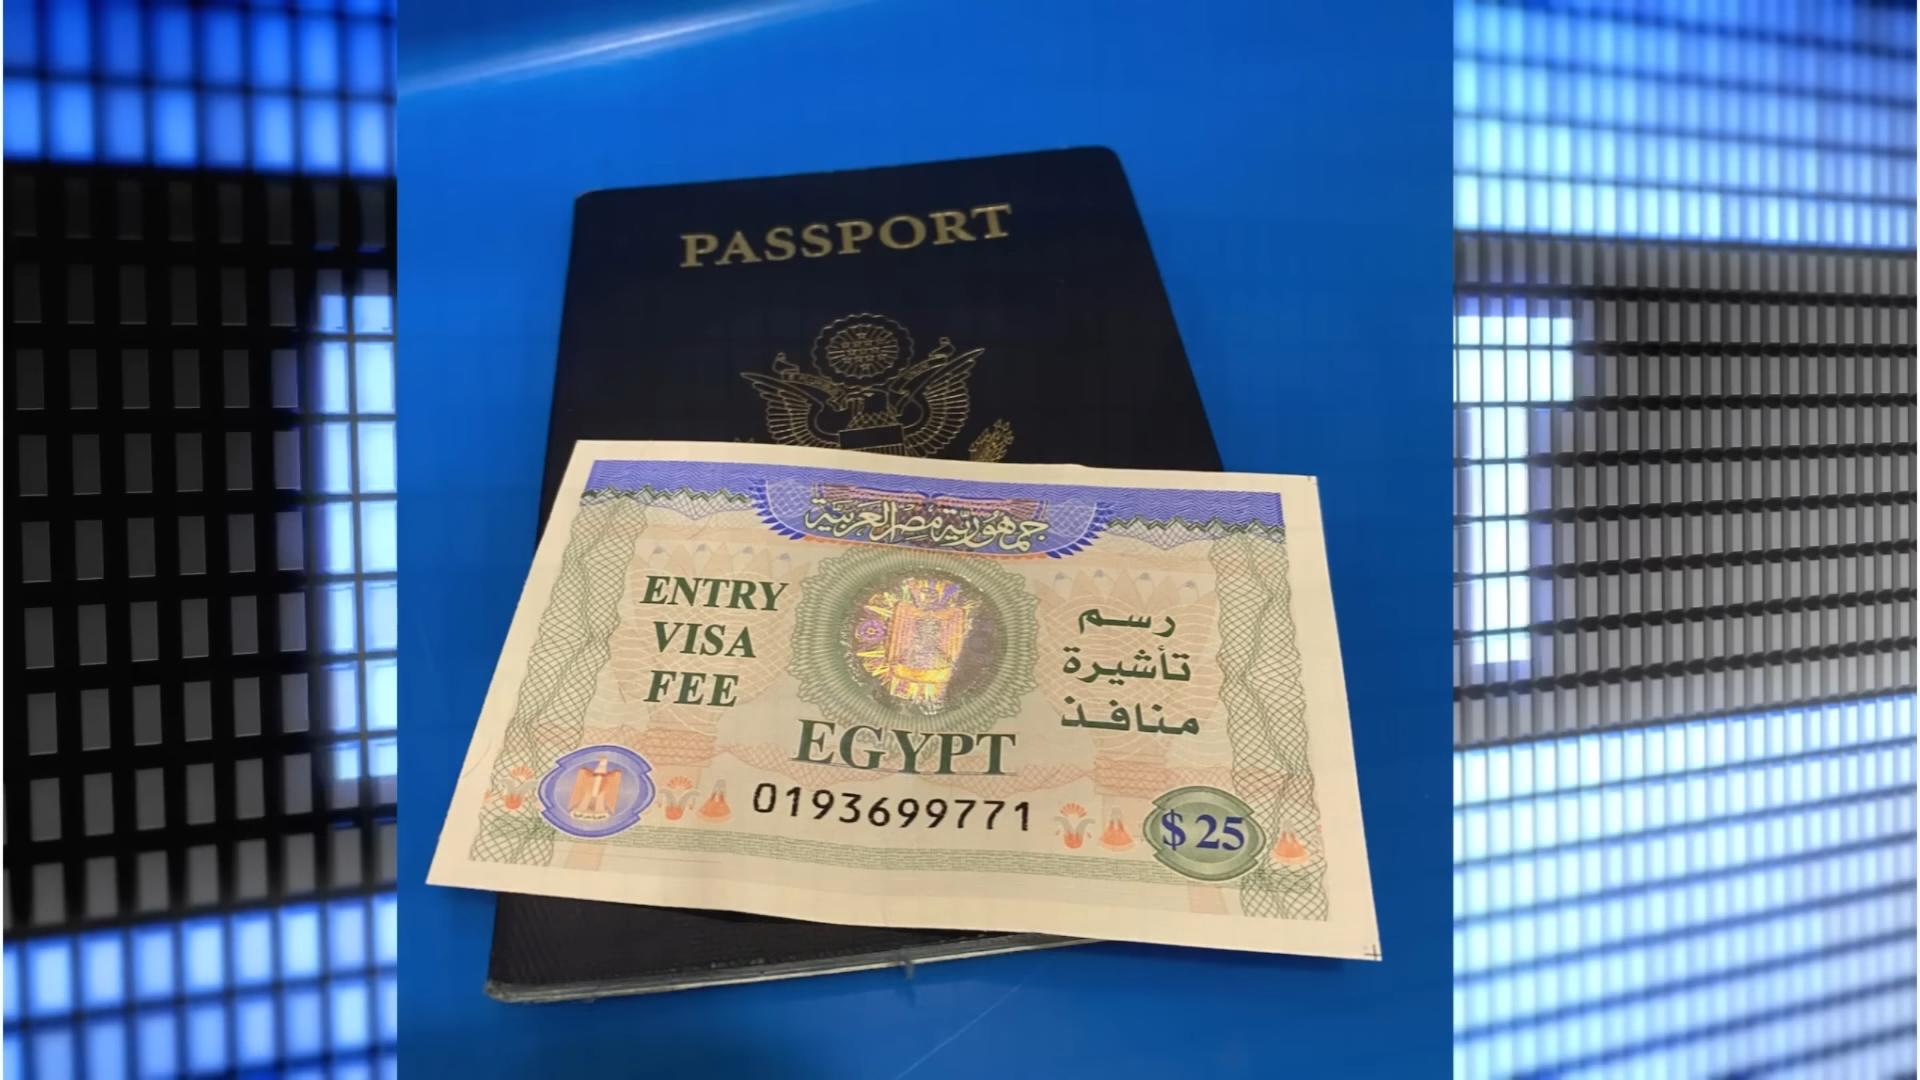 PASSPORT
جمهورية مصر العربية
ENTRY
VISA
FEE
رسم
تأشيرة
منافذ
EGYPT
0193699771
$ 25